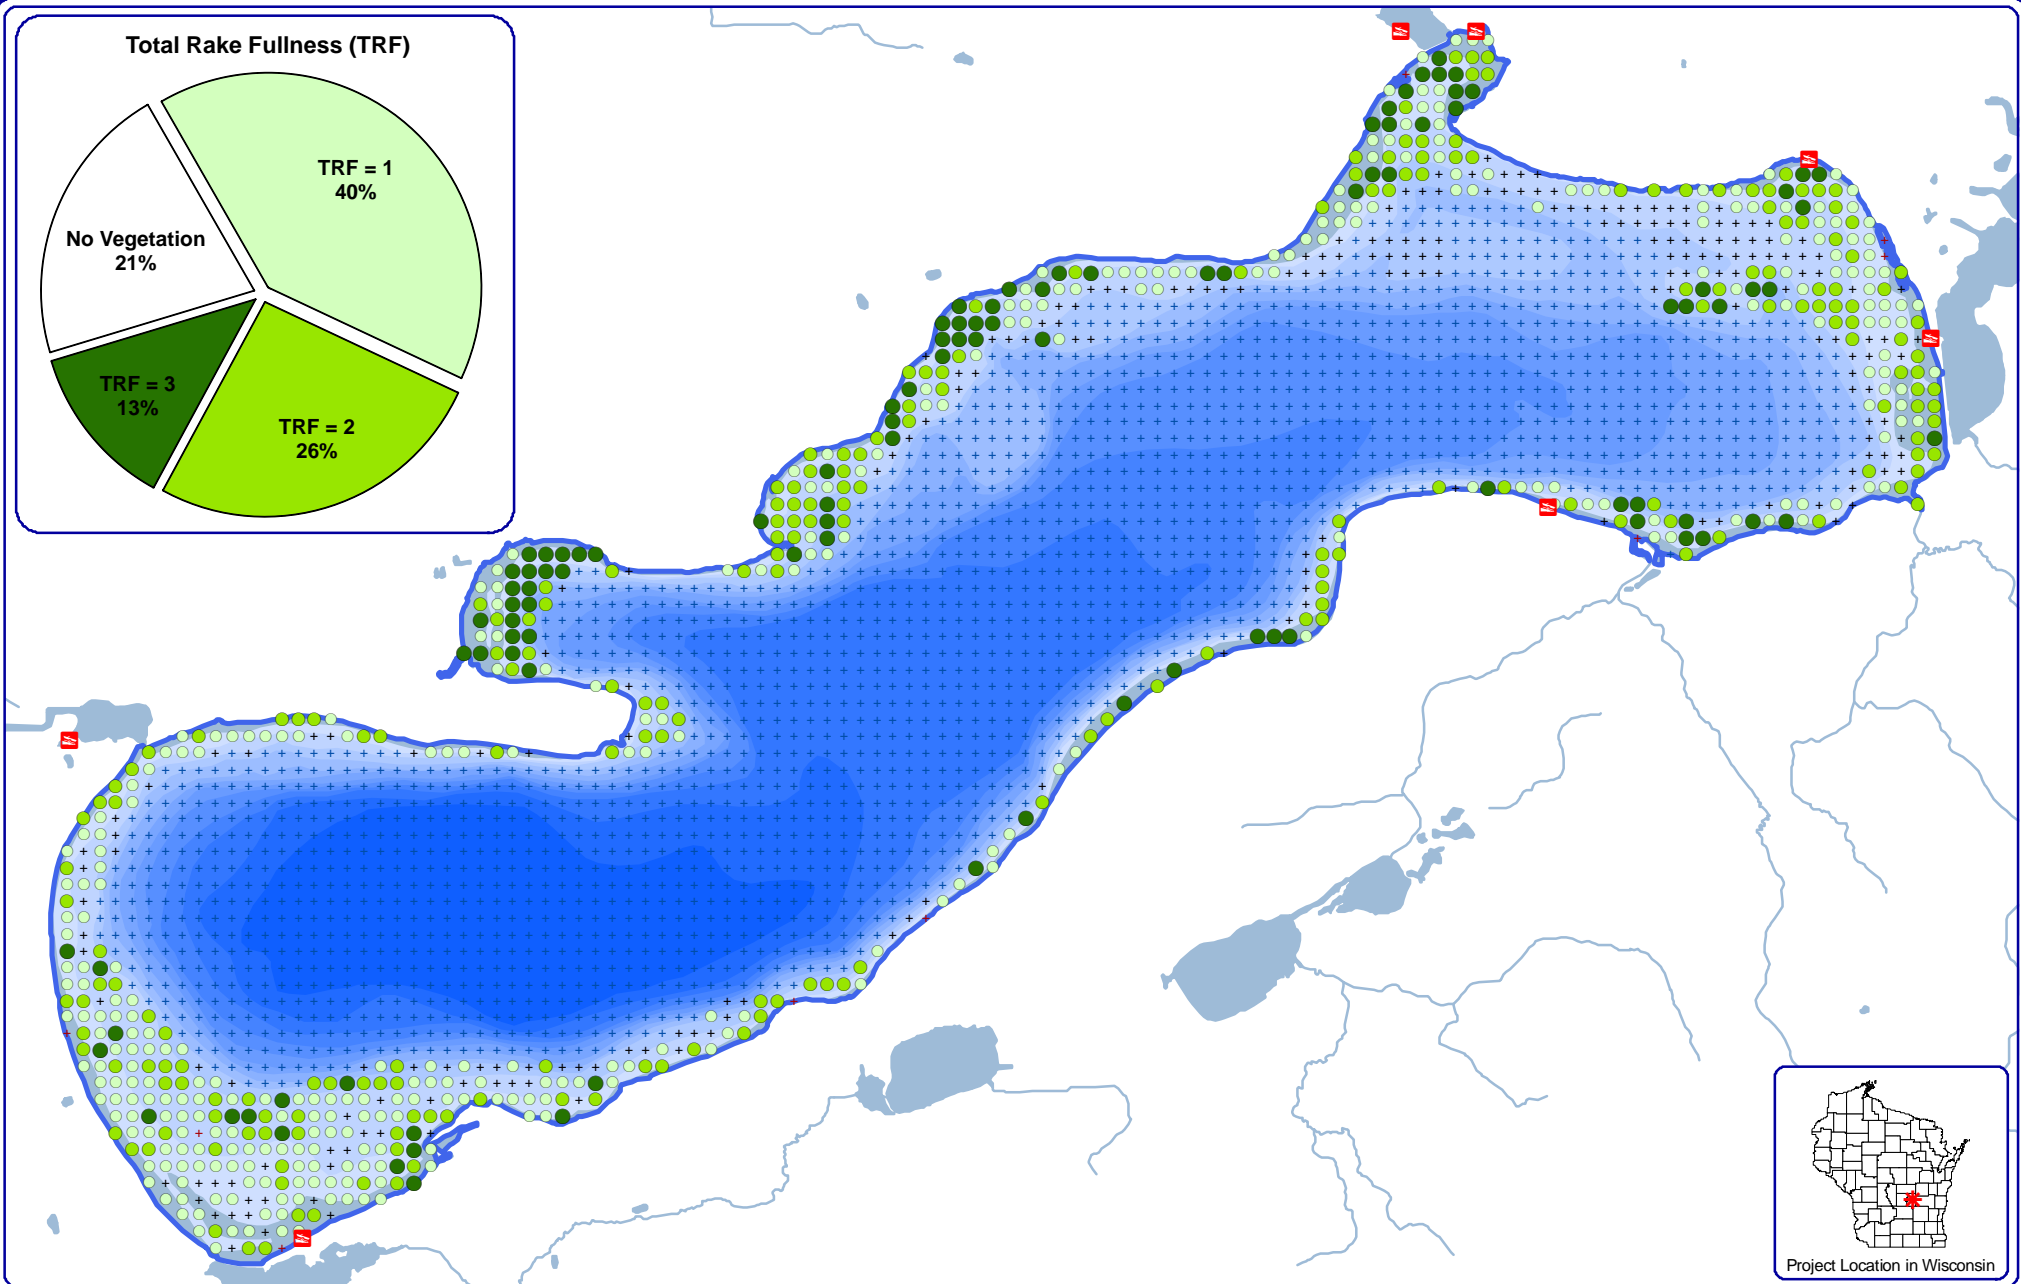 Total Rake Fullness (TRF)
TRF = 1
40%
No Vegetation
21%
TRF = 3
13%
TRF = 2
26%
Project Location in Wisconsin